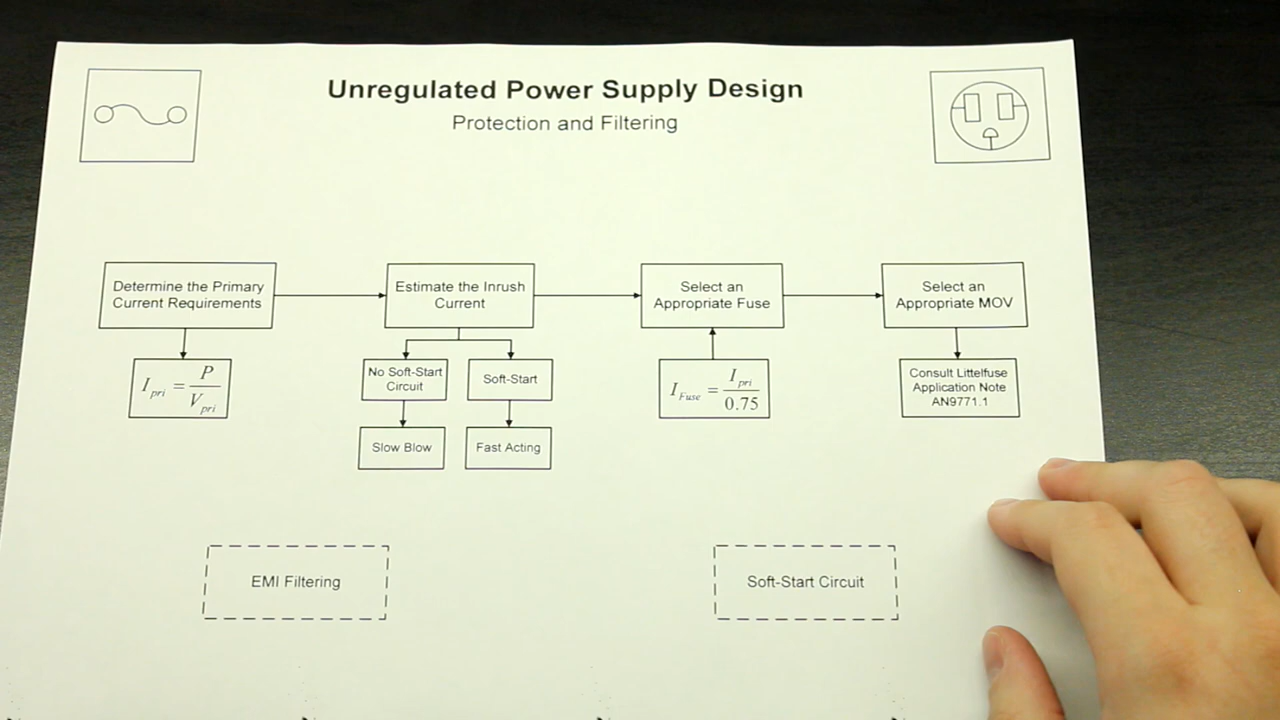 Unregulated Power Supply Design
Protection and Filtering
Determine the Primary
Current Requirements
Estimate the Inrush
Current
Select an
Appropriate Fuse
Select an
Appropriate MOV
I_pri = P / V_pri
No Soft-Start
Circuit
Soft-Start
I_Fuse = I_pri / 0.75
Consult Littelfuse
Application Note
AN9771.1
Slow Blow
Fast Acting
EMI Filtering
Soft-Start Circuit